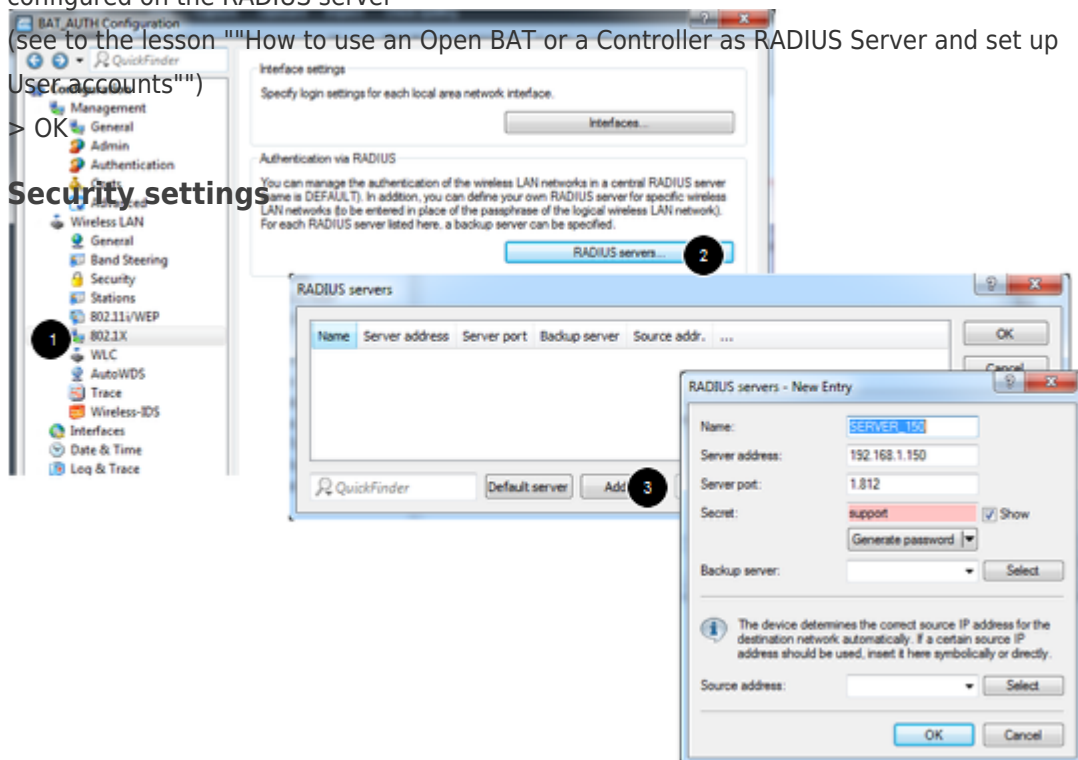 configured on the RADIUS server
(see to the lesson ""How to use an Open BAT or a Controller as RADIUS Server and set up
User accounts"")
> OK
Security settings
BAT_AUTH Configuration
QuickFinder
Configuration
Management
General
Admin
Authentication
Costs
Advanced
Wireless LAN
General
Band Steering
Security
Stations
802.11i/WEP
1
802.1X
WLC
AutoWDS
Trace
Wireless-IDS
Interfaces
Date & Time
Log & Trace
Interface settings
Specify login settings for each local area network interface.
Interfaces...
Authentication via RADIUS
You can manage the authentication of the wireless LAN networks in a central RADIUS server
name is DEFAULT). In addition, you can define your own RADIUS server for specific wireless
LAN networks (to be entered in place of the passphrase of the logical wireless LAN network).
For each RADIUS server listed here, a backup server can be specified.
RADIUS servers...
2
RADIUS servers
Name Server address Server port Backup server Source addr. ...
OK
Cancel
QuickFinder
Default server
Add
3
RADIUS servers - New Entry
Name: SERVER_150
Server address: 192.168.1.150
Server port: 1.812
Secret: support Show
Generate password
Backup server: Select
The device determines the correct source IP address for the
destination network automatically. If a certain source IP
address should be used, insert it here symbolically or directly.
Source address: Select
OK Cancel